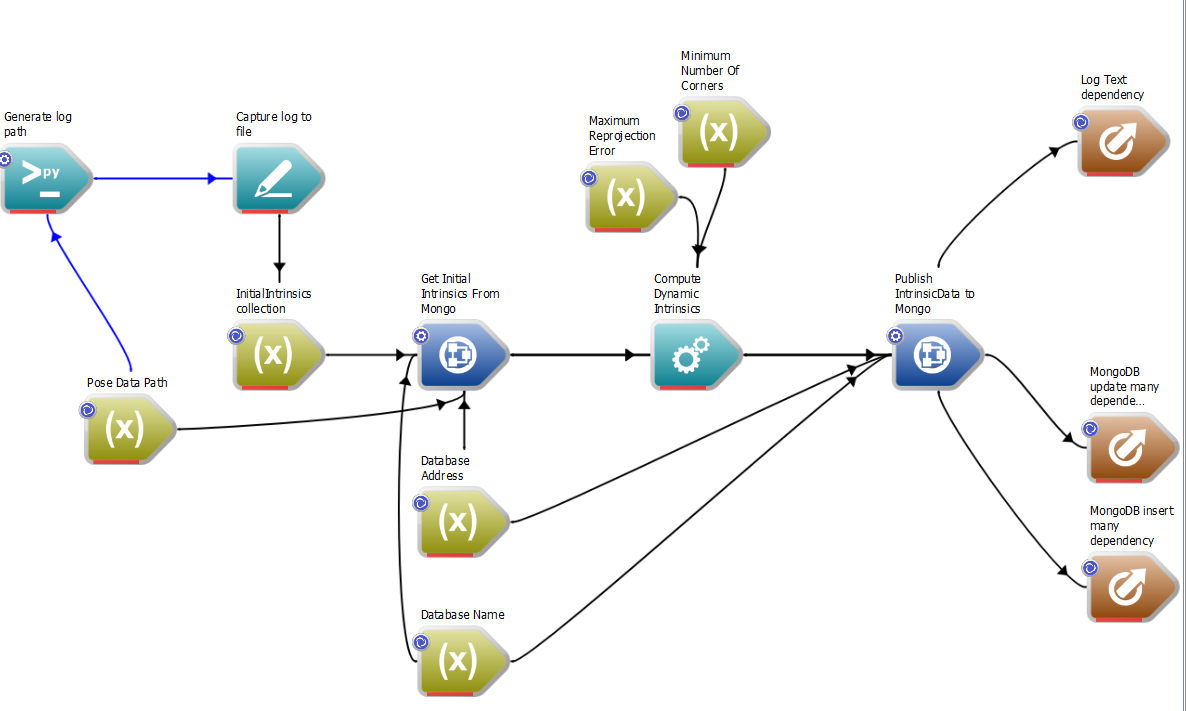 Minimum
Number Of
Corners
(x)
Log Text
dependency
Generate log
path
>py
Capture log to
file
Maximum
Reprojection
Error
(x)
Get Initial
Intrinsics From
Mongo
Compute
Dynamic
Intrinsics
Publish
IntrinsicData to
Mongo
InitialIntrinsics
collection
(x)
Pose Data Path
(x)
MongoDB
update many
depende...
Database
Address
(x)
MongoDB insert
many
dependency
Database Name
(x)